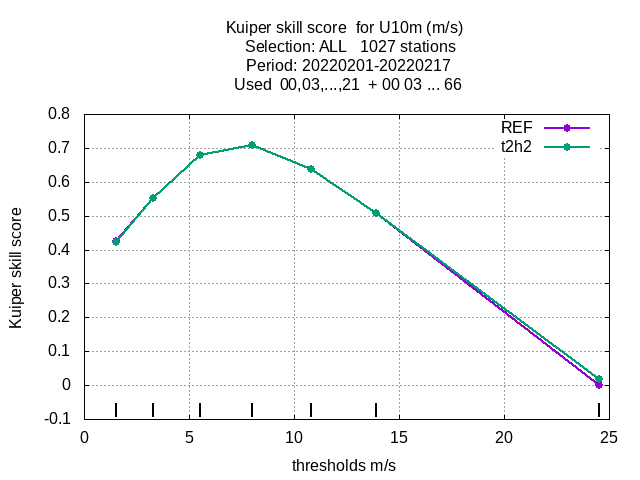 Kuiper skill score  for U10m (m/s)
Selection: ALL   1027 stations
Period: 20220201-20220217
Used  00,03,...,21  + 00 03 ... 66
REF
t2h2
0.8
0.7
0.6
0.5
0.4
0.3
0.2
0.1
0
-0.1
Kuiper skill score
0 5 10 15 20 25
thresholds m/s